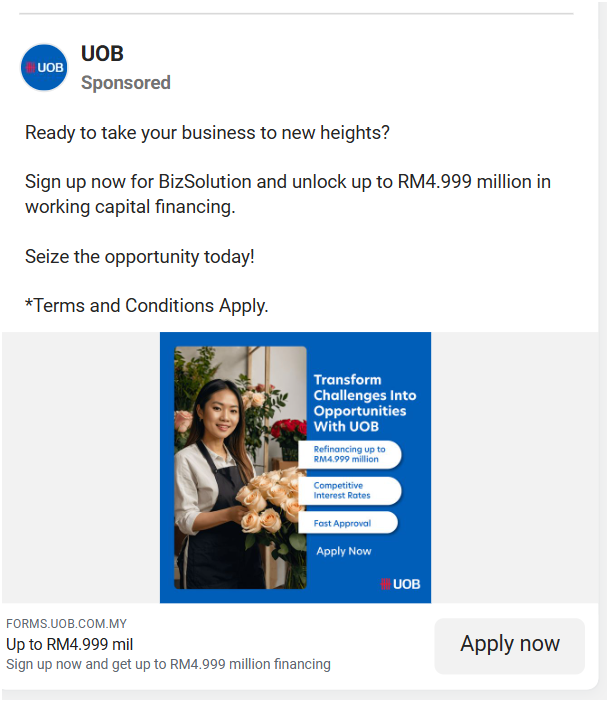 UOB
UOB
Sponsored
Ready to take your business to new heights?
Sign up now for BizSolution and unlock up to RM4.999 million in
working capital financing.
Seize the opportunity today!
*Terms and Conditions Apply.
Transform
Challenges Into
Opportunities
With UOB
Refinancing up to
RM4.999 million
Competitive
Interest Rates
Fast Approval
Apply Now
UOB
FORMS.UOB.COM.MY
Up to RM4.999 mil
Sign up now and get up to RM4.999 million financing
Apply now